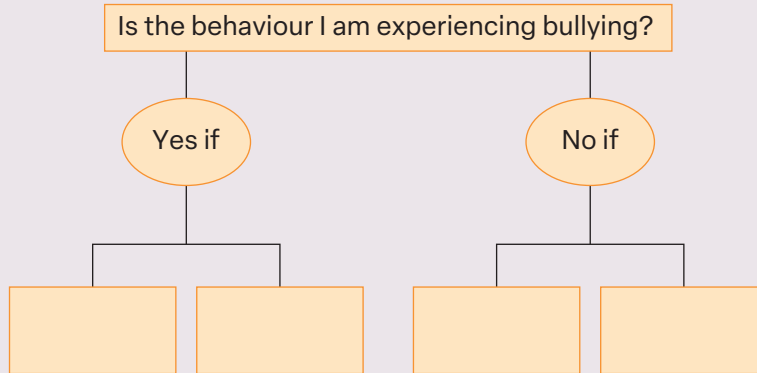 Is the behaviour I am experiencing bullying?
Yes if
No if